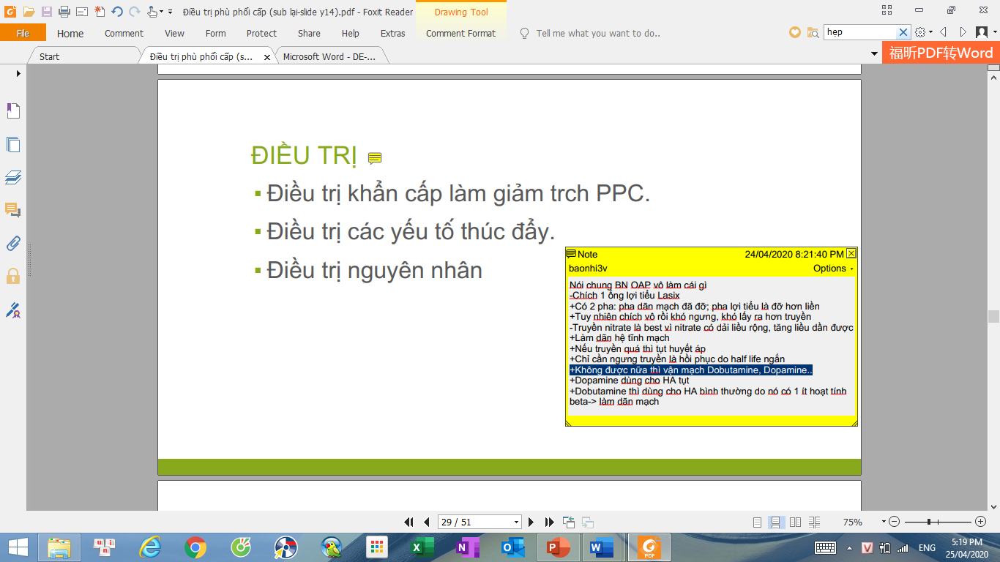 Điều trị phù phổi cấp (sub lại-slide y14).pdf - Foxit Reader
Drawing Tool
File
Home
Comment
View
Form
Protect
Share
Help
Extras
Comment Format
Tell me what you want to do..
hẹp
Start
Điều trị phù phổi cấp (s...
Microsoft Word - DE-...
福昕PDF转Word
ĐIỀU TRỊ
Điều trị khẩn cấp làm giảm trch PPC.
Điều trị các yếu tố thúc đẩy.
Điều trị nguyên nhân
Note
24/04/2020 8:21:40 PM
baonhi3v
Options
Nói chung BN OAP vô làm cái gì
-Chích 1 ống lợi tiểu Lasix
+Có 2 pha: pha dãn mạch đã đỡ; pha lợi tiểu là đỡ hơn liền
+Tuy nhiên chích vô rồi khó ngưng, khó lấy ra hơn truyền
-Truyền nitrate là best vì nitrate có dải liều rộng, tăng liều dần được
+Làm dãn hệ tĩnh mạch
+Nếu truyền quá thì tụt huyết áp
+Chỉ cần ngưng truyền là hồi phục do half life ngắn
+Không được nữa thì vận mạch Dobutamine, Dopamine..
+Dopamine dùng cho HA tụt
+Dobutamine thì dùng cho HA bình thường do nó có 1 ít hoạt tính
beta-> làm dãn mạch
29 / 51
75%
ENG
5:19 PM
25/04/2020